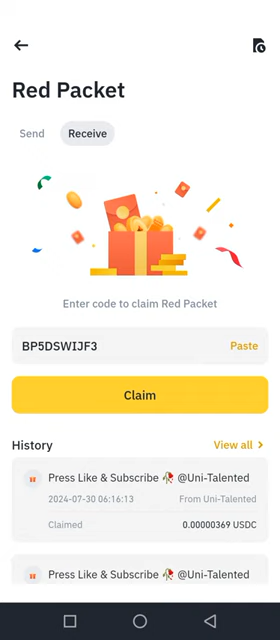 Red Packet
Send Receive
Enter code to claim Red Packet
BP5DSWIJF3 Paste
Claim
History View all
Press Like & Subscribe 🥀 @Uni-Talented
2024-07-30 06:16:13 From Uni-Talented
Claimed 0.00000369 USDC
Press Like & Subscribe 🥀 @Uni-Talented